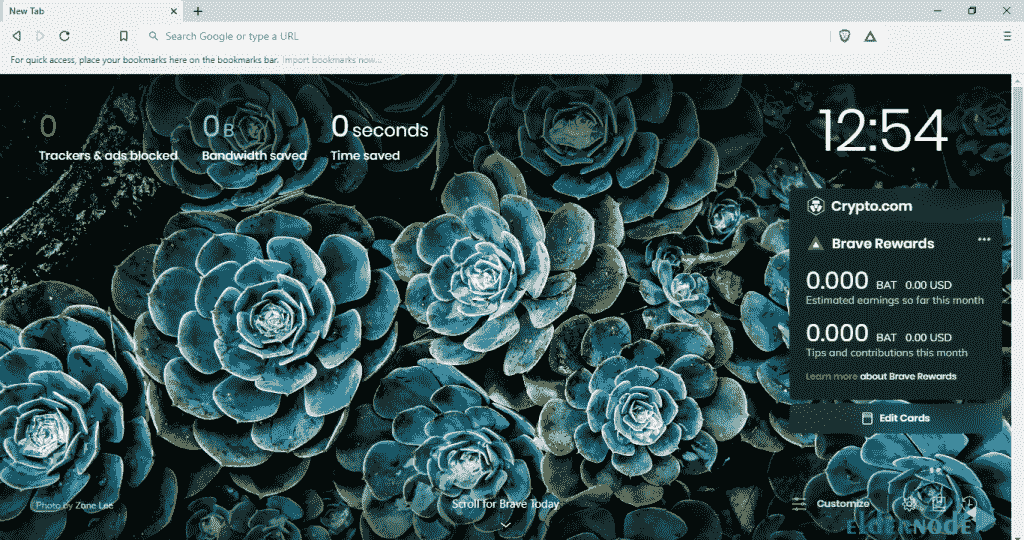 New Tab
Search Google or type a URL
For quick access, place your bookmarks here on the bookmarks bar. Import bookmarks now...
0
Trackers & ads blocked
0 B
Bandwidth saved
0 seconds
Time saved
12:54
Crypto.com
Brave Rewards
0.000 BAT 0.00 USD
Estimated earnings so far this month
0.000 BAT 0.00 USD
Tips and contributions this month
Learn more about Brave Rewards
Edit Cards
Photo by Zane Lee
Scroll for Brave Today
Customize
ELDERNODE